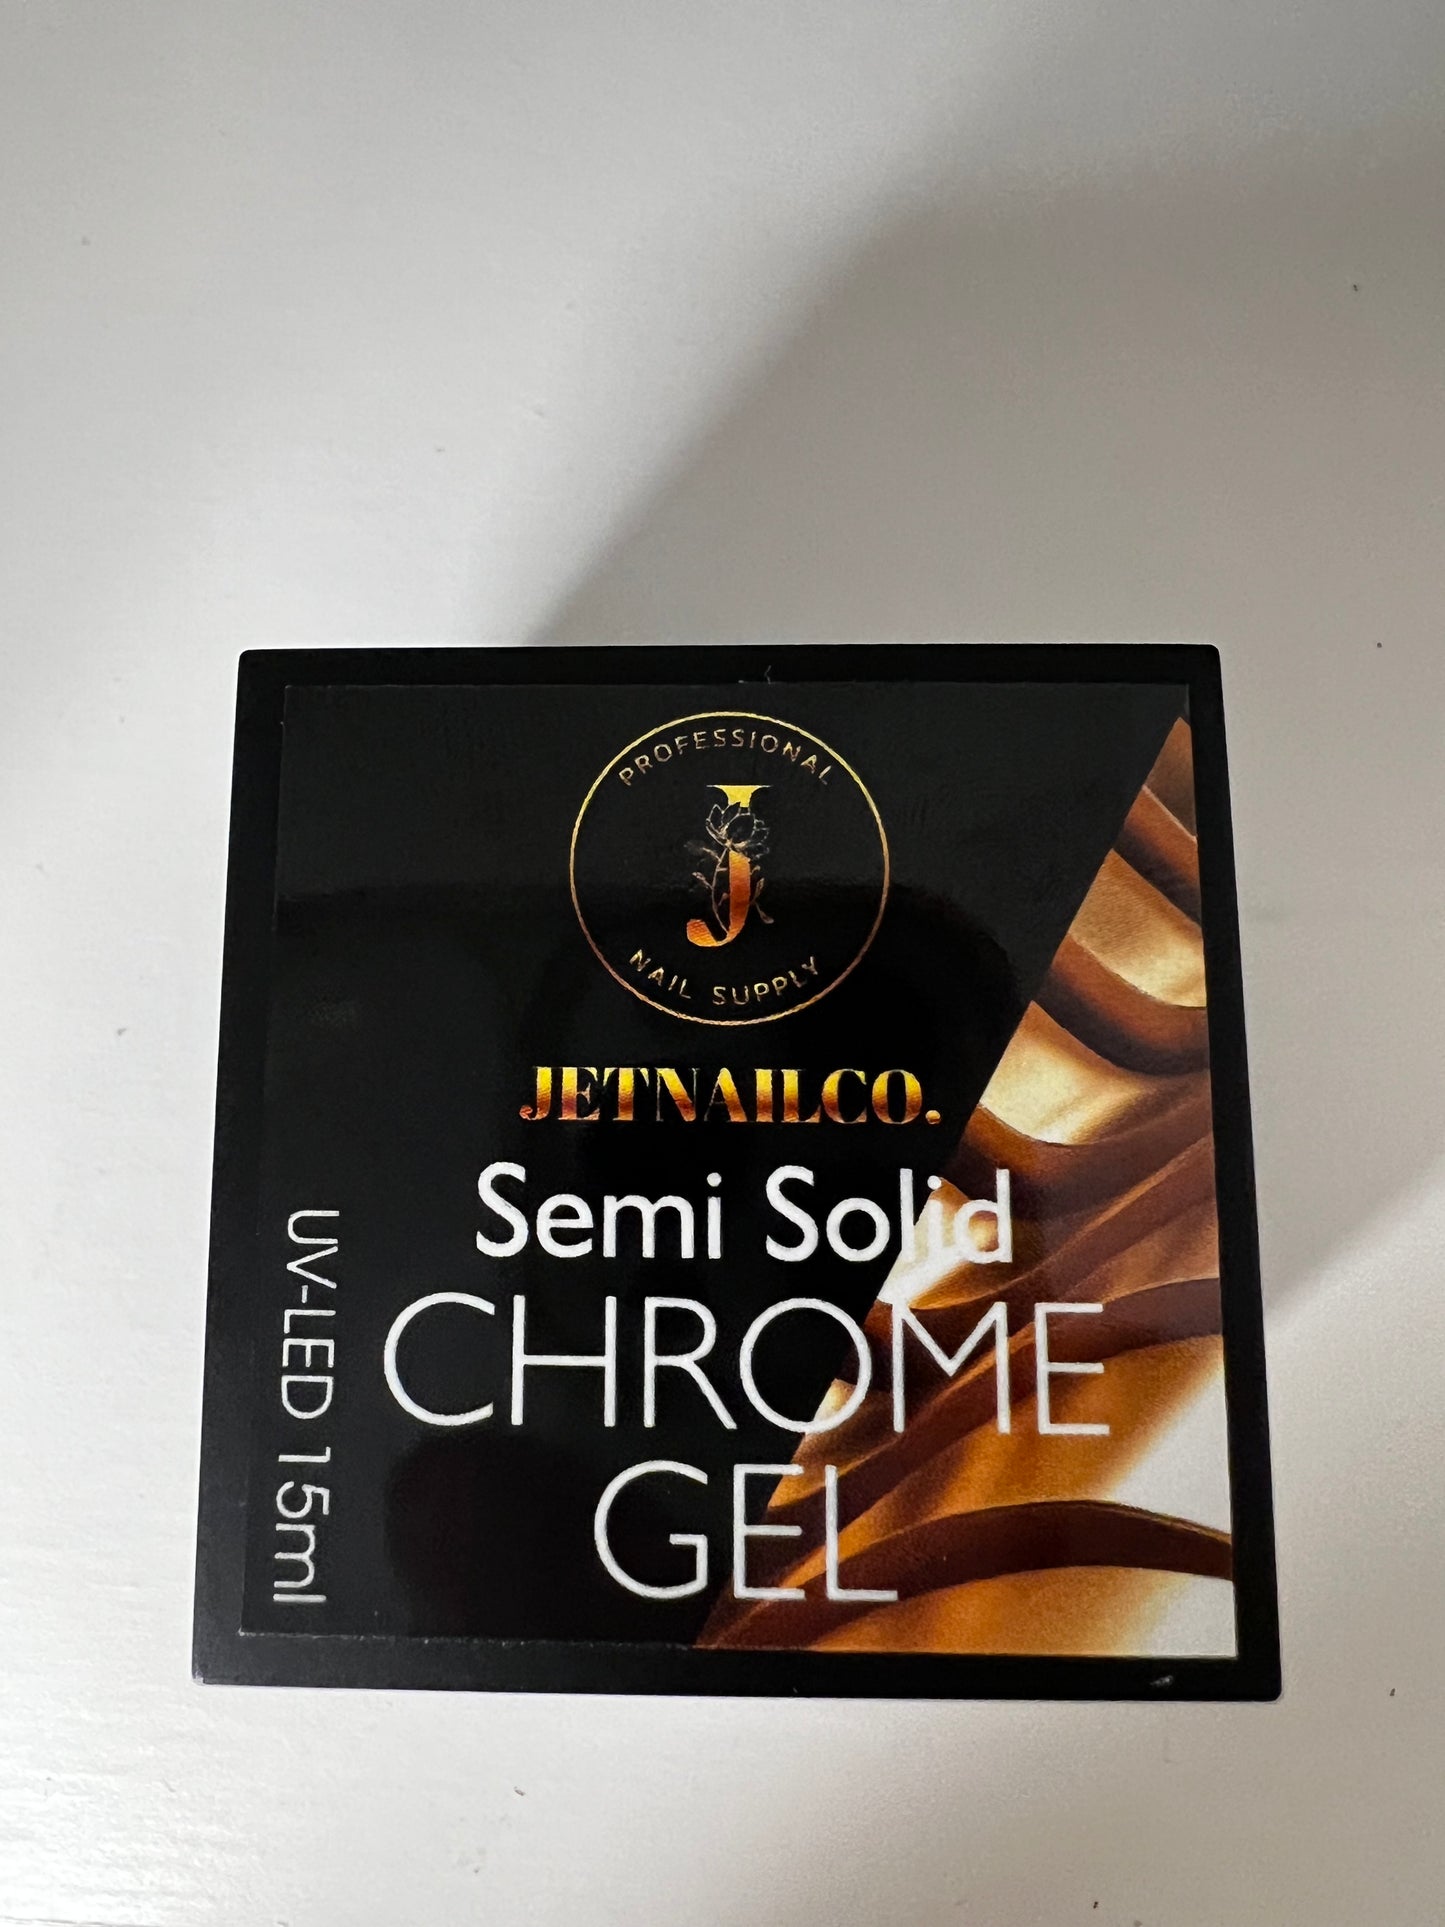 PROFESSIONAL
J
NAIL SUPPLY
JETNAILCO.
Semi Solid
CHROME
GEL
UV-LED 15ml